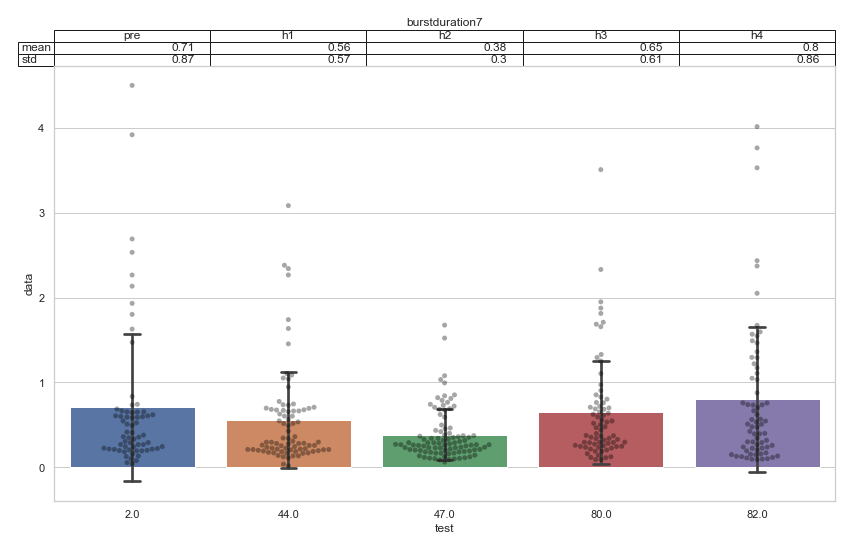 burstduration7
pre h1 h2 h3 h4
mean 0.71 0.56 0.38 0.65 0.8
std 0.87 0.57 0.3 0.61 0.86
4
3
2
1
0
data
2.0 44.0 47.0 80.0 82.0
test